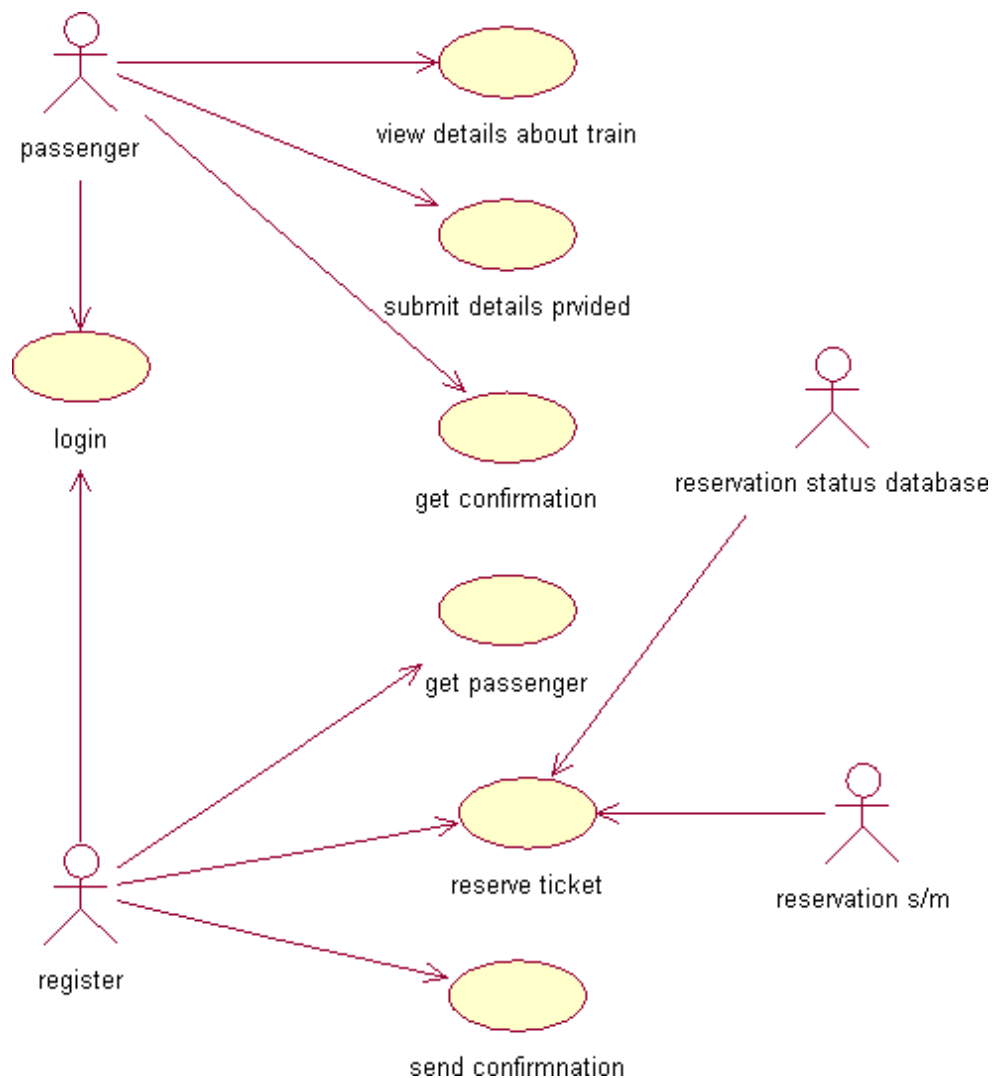 view details about train
passenger
submit details prvided
login
get confirmation
reservation status database
get passenger
reserve ticket
reservation s/m
register
send confirmnation